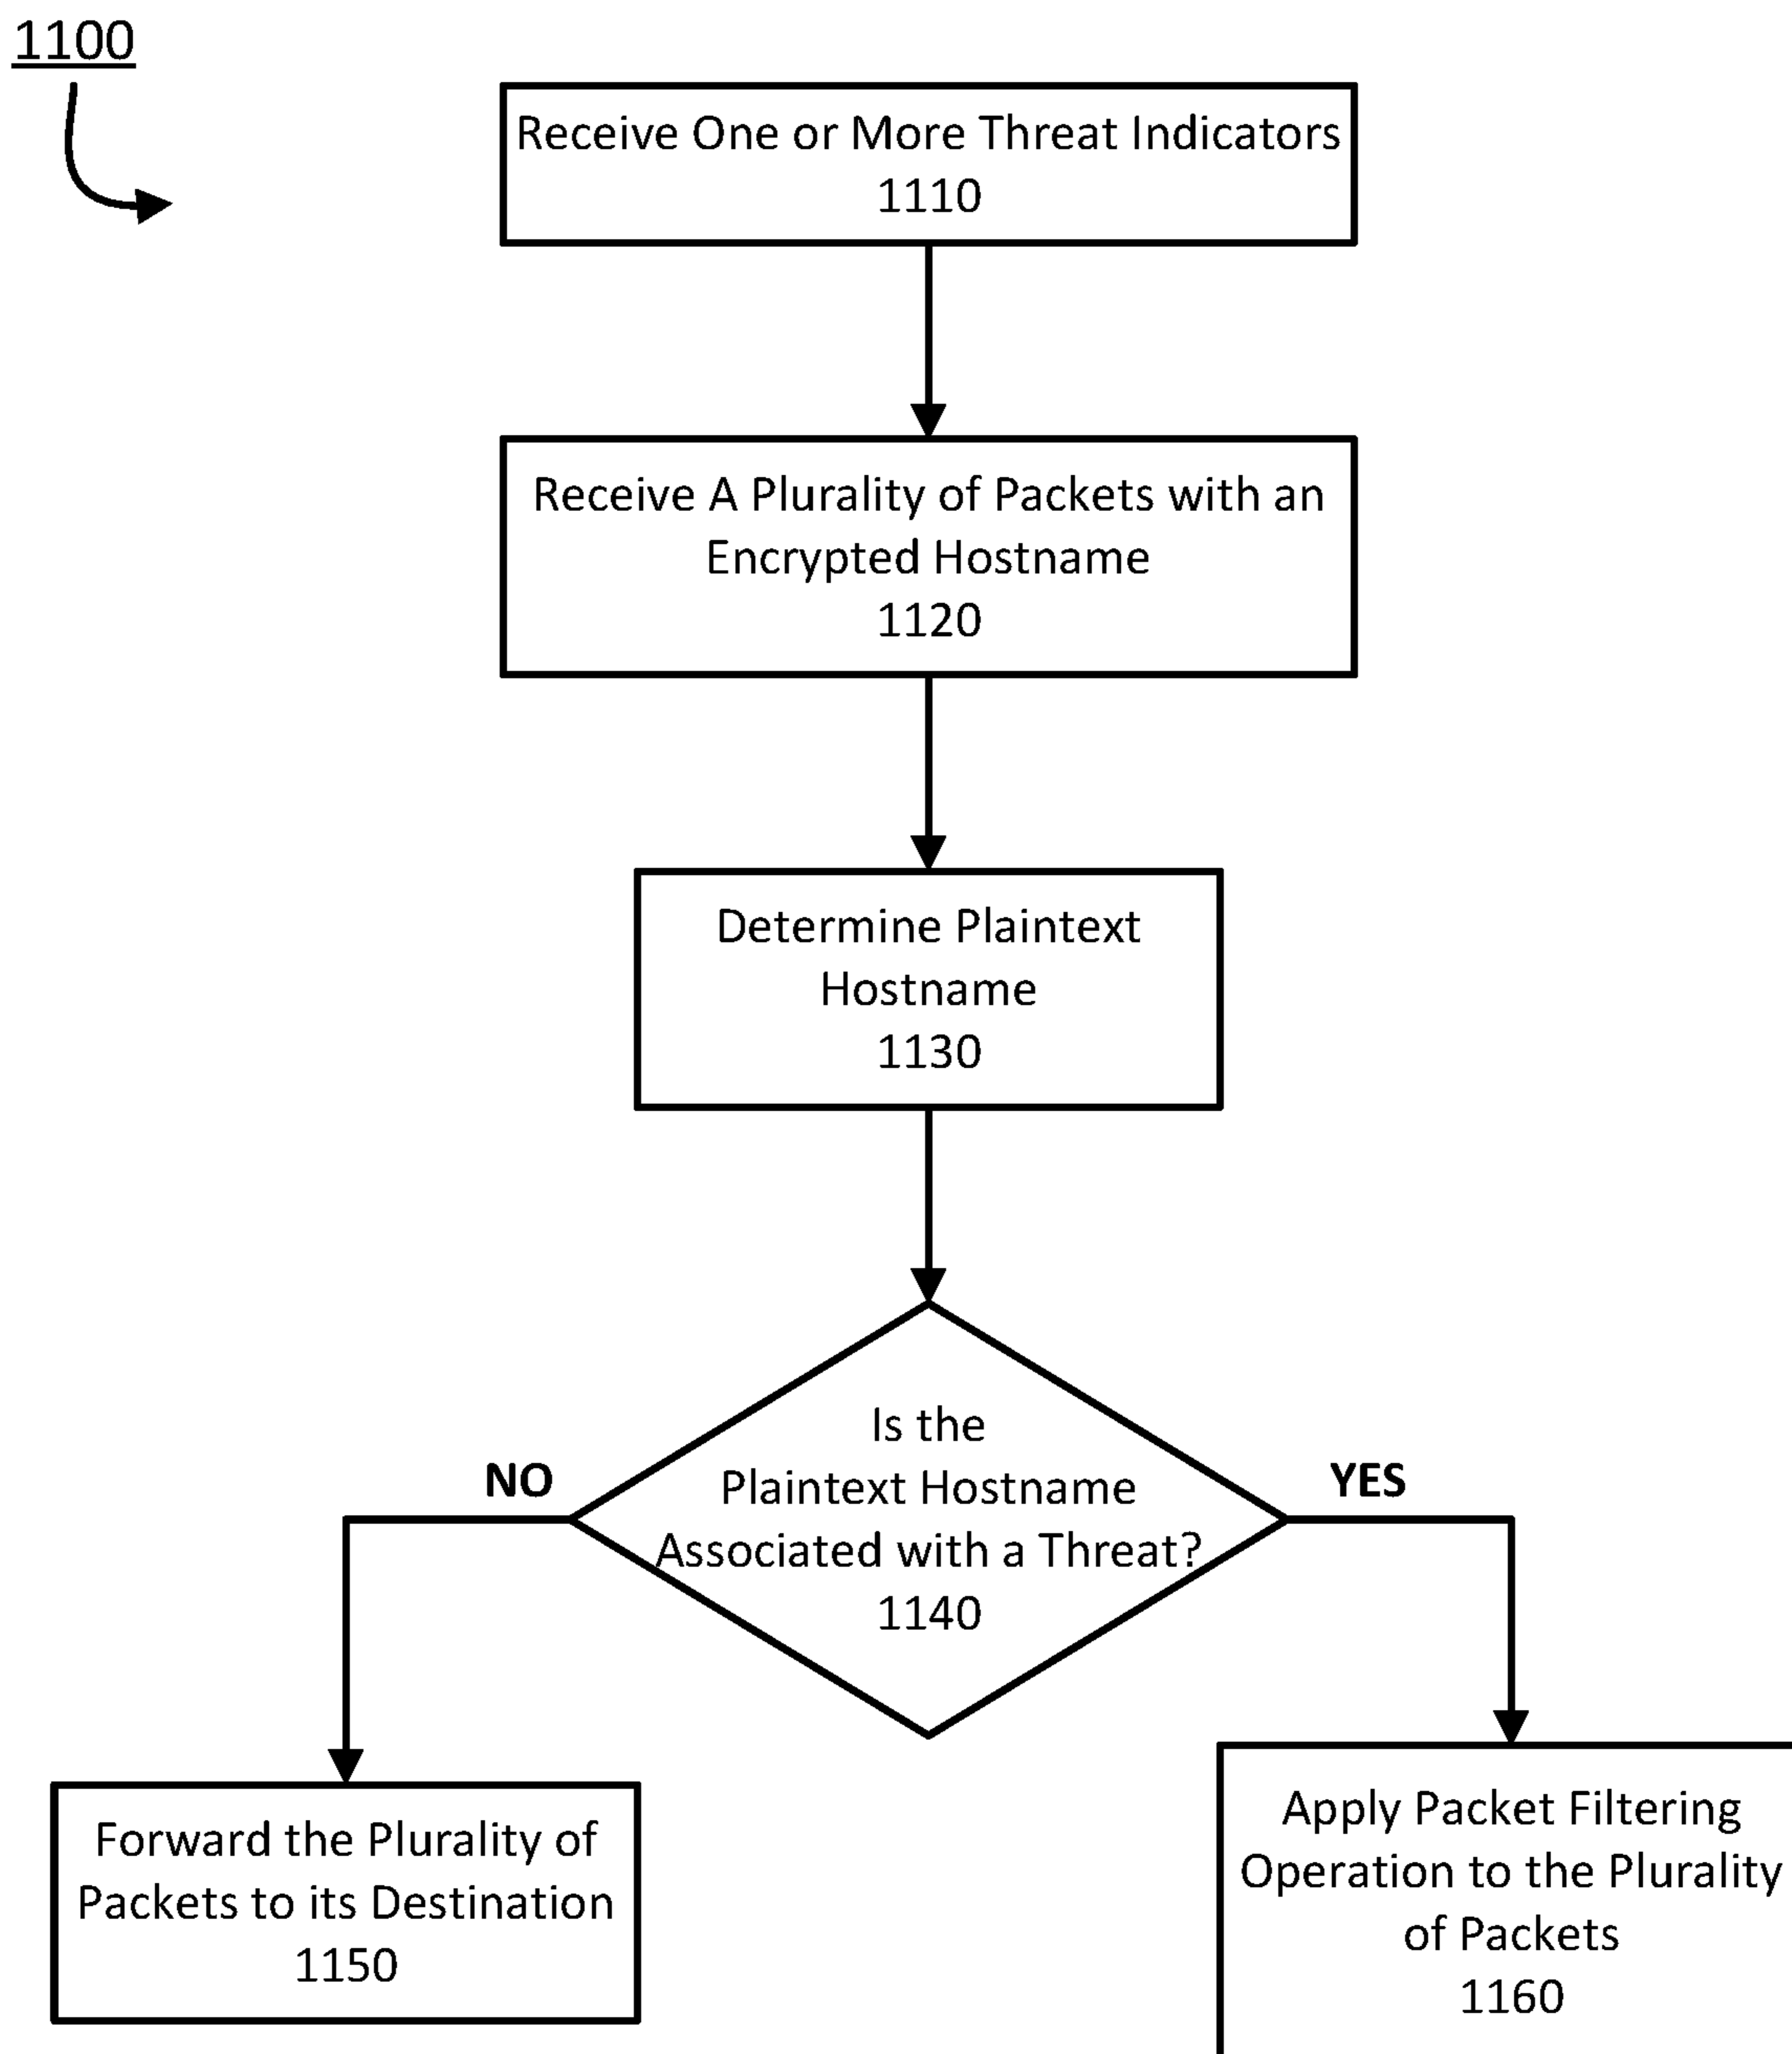 1100
Receive One or More Threat Indicators
1110
Receive A Plurality of Packets with an
Encrypted Hostname
1120
Determine Plaintext
Hostname
1130
Is the
Plaintext Hostname
Associated with a Threat?
1140
NO
YES
Forward the Plurality of
Packets to its Destination
1150
Apply Packet Filtering
Operation to the Plurality
of Packets
1160